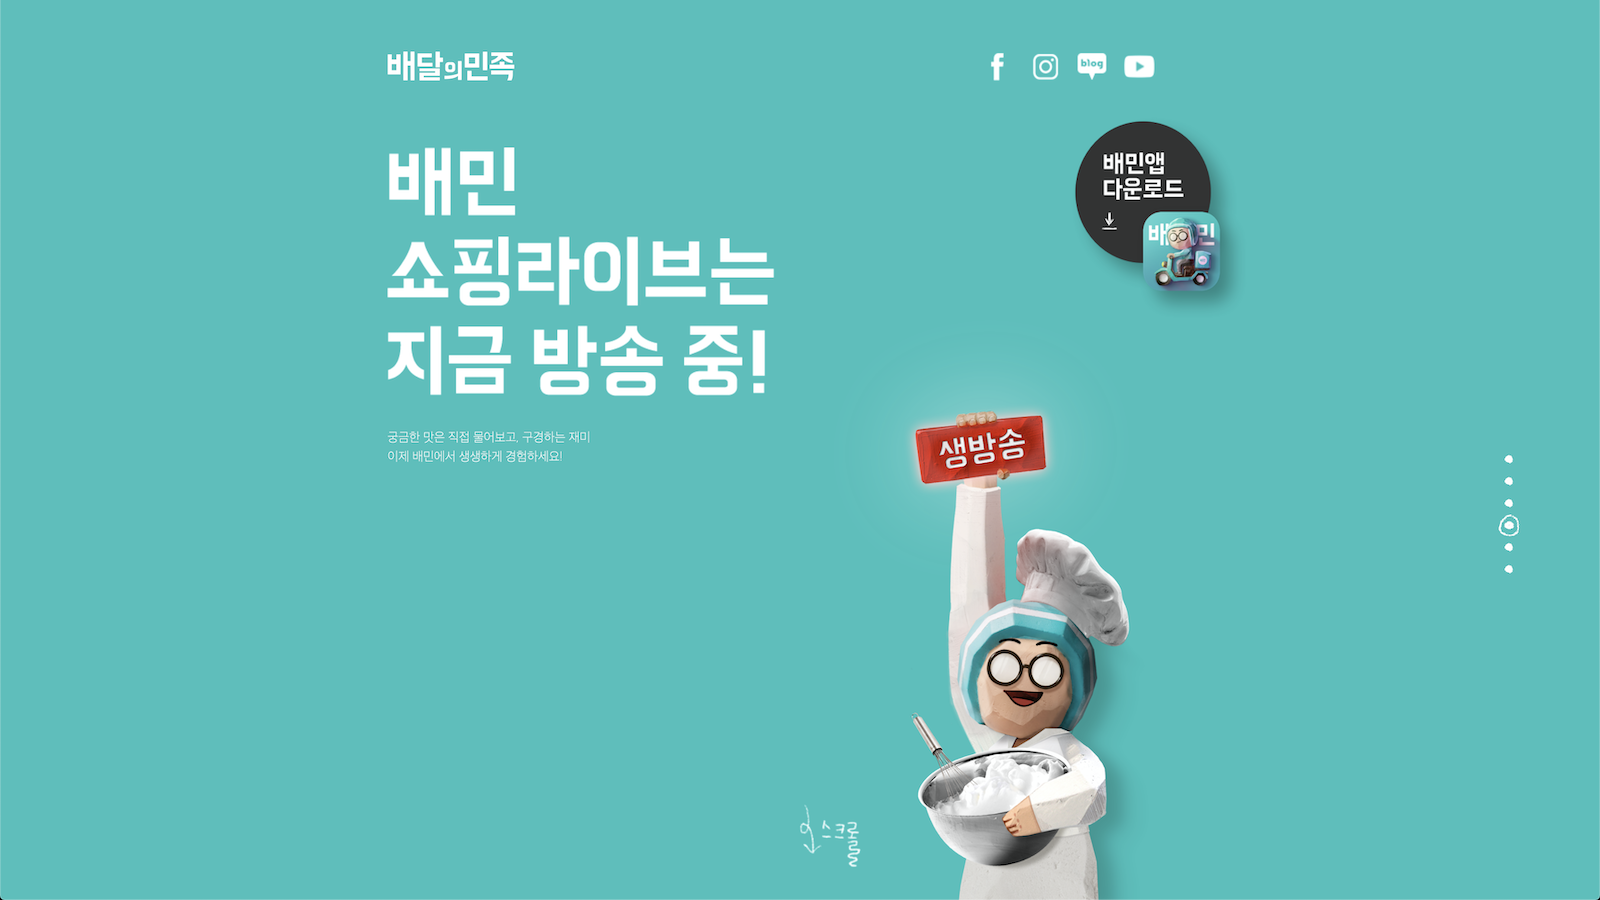 배달의민족
blog
배민앱
다운로드
배민
쇼핑라이브는
지금 방송 중!
궁금한 맛은 직접 물어보고, 구경하는 재미
이제 배민에서 생생하게 경험하세요!
생방송
스크롤